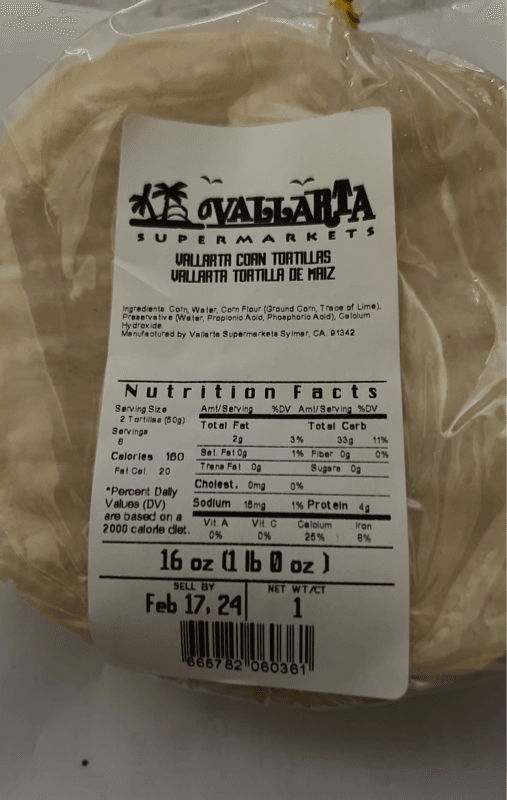 VALLARTA
SUPERMARKETS
VALLARTA CORN TORTILLAS
VALLARTA TORTILLA DE MAIZ
Ingredients: Corn, Water, Corn Flour (Ground Corn, Trace of Lime),
Preservative (Water, Propionic Acid, Phosphoric Acid), Calcium
Hydroxide.
Manufactured by Vallarta Supermarkets Sylmar, CA. 91342
Nutrition Facts
Serving Size
2 Tortillas (50g)
Servings
8
Calories 160
Fat Cal. 20
*Percent Daily
Values (DV)
are based on a
2000 calorie diet.
Amt/Serving %DV Amt/Serving %DV
Total Fat Total Carb
2g 3% 33g 11%
Sat. Fat 0g 1% Fiber 0g 0%
Trans Fat 0g Sugars 0g
Cholest. 0mg 0%
Sodium 15mg 1% Protein 4g
Vit. A Vit. C Calcium Iron
0% 0% 25% 6%
16 oz (1 lb 0 oz )
SELL BY NET WT/CT
Feb 17, 24 1
665782 060361